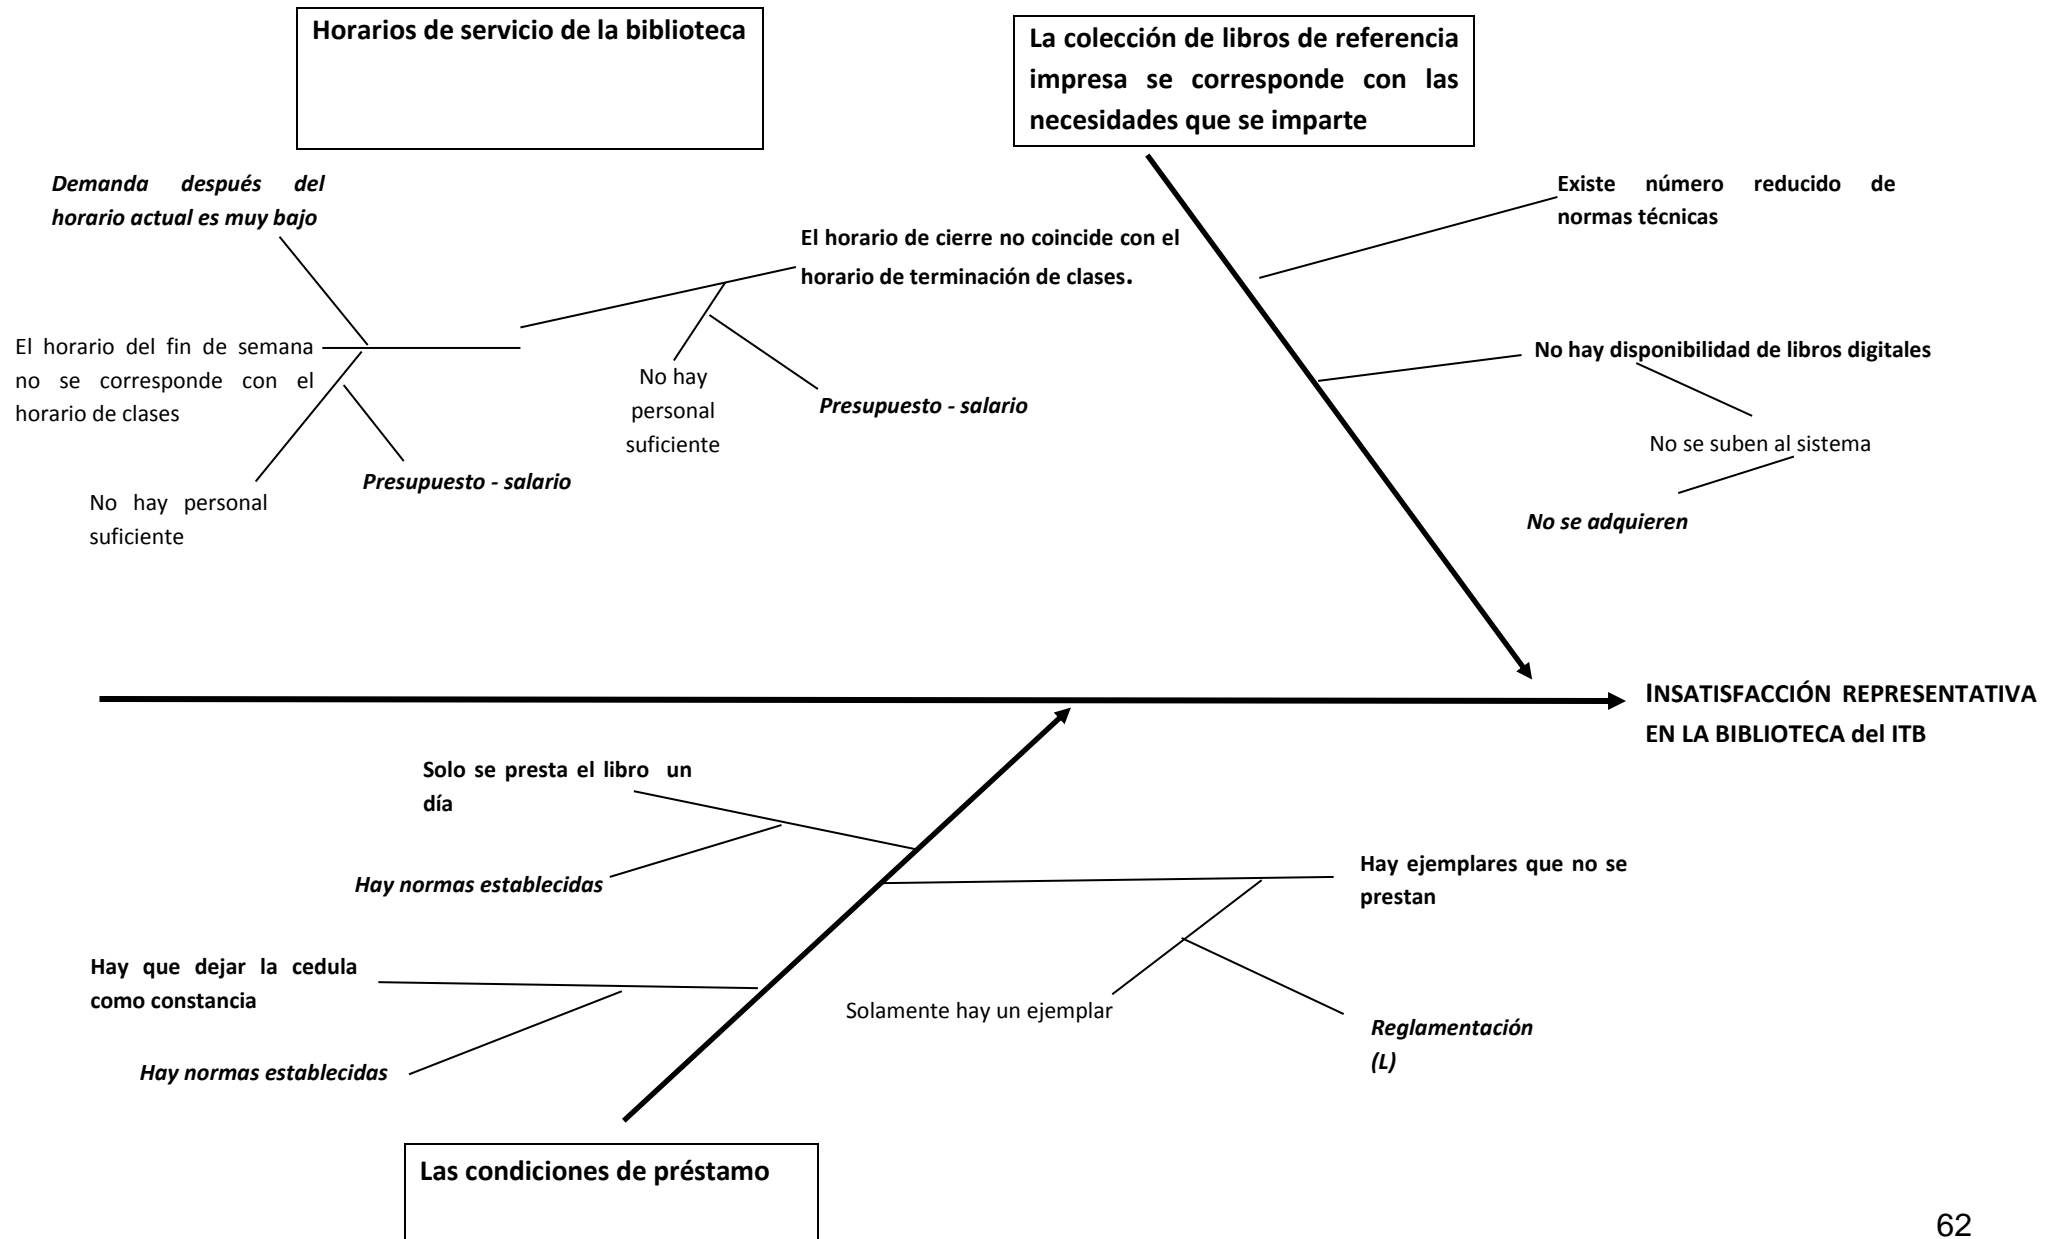 Horarios de servicio de la biblioteca
La colección de libros de referencia
impresa se corresponde con las
necesidades que se imparte
Demanda después del
horario actual es muy bajo
Existe número reducido de
normas técnicas
El horario de cierre no coincide con el
horario de terminación de clases.
El horario del fin de semana
no se corresponde con el
horario de clases
No hay disponibilidad de libros digitales
No hay
personal
suficiente
Presupuesto - salario
No se suben al sistema
Presupuesto - salario
No hay personal
suficiente
No se adquieren
INSATISFACCIÓN REPRESENTATIVA
EN LA BIBLIOTECA del ITB
Solo se presta el libro un
día
Hay normas establecidas
Hay ejemplares que no se
prestan
Hay que dejar la cedula
como constancia
Solamente hay un ejemplar
Reglamentación
(L)
Hay normas establecidas
Las condiciones de préstamo
62